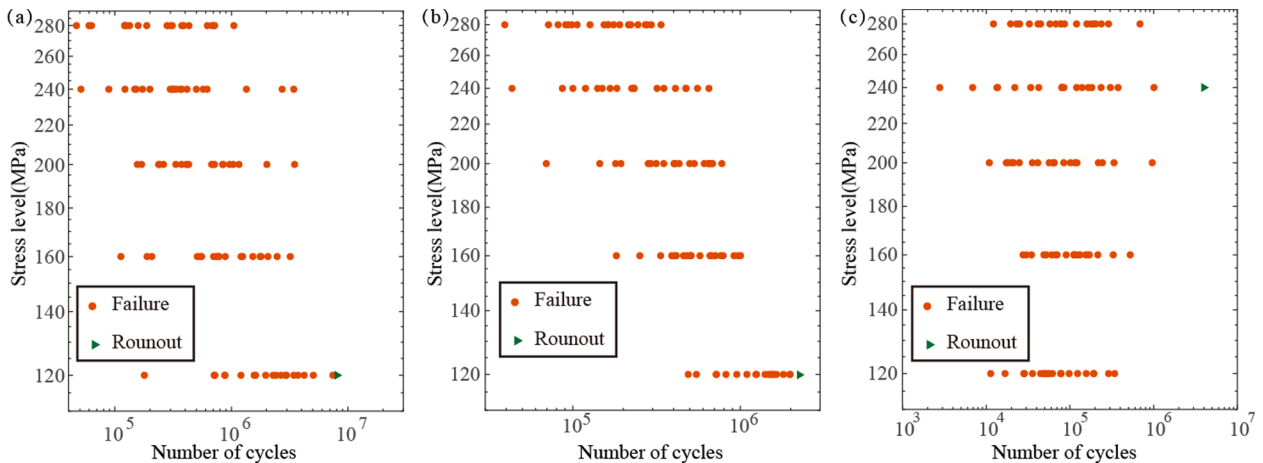 (a)
Stress level(MPa)
280
260
240
220
200
180
160
140
120
Failure
Rounout
10^5
10^6
10^7
Number of cycles
(b)
Stress level(MPa)
280
260
240
220
200
180
160
140
120
Failure
Rounout
10^5
10^6
Number of cycles
(c)
Stress level(MPa)
280
260
240
220
200
180
160
140
120
Failure
Rounout
10^3
10^4
10^5
10^6
10^7
Number of cycles